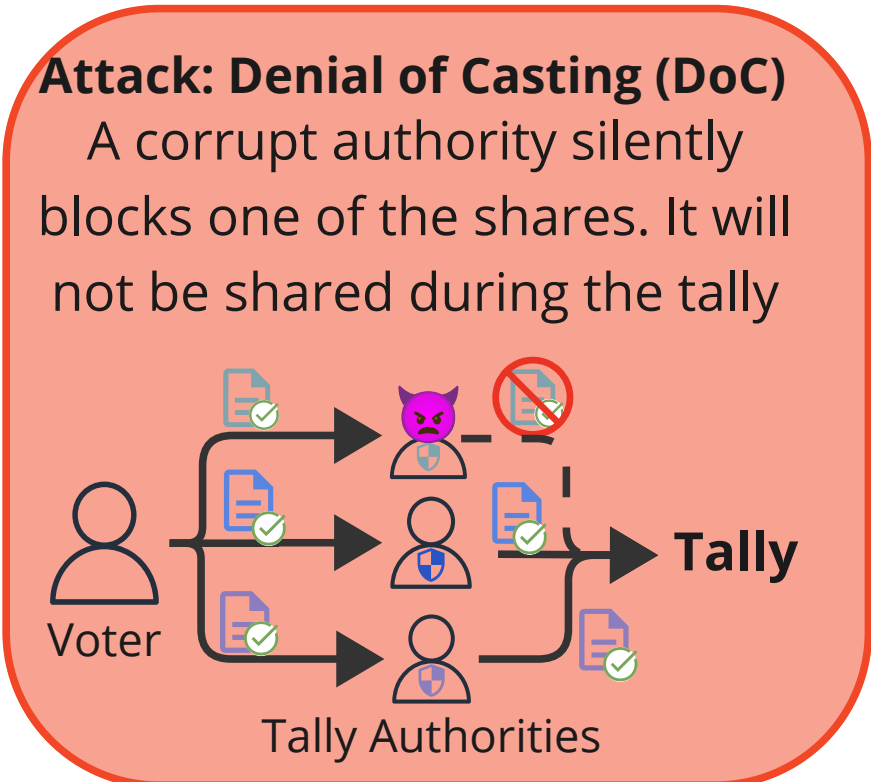 Attack: Denial of Casting (DoC)
A corrupt authority silently
blocks one of the shares. It will
not be shared during the tally
Tally
Voter
Tally Authorities